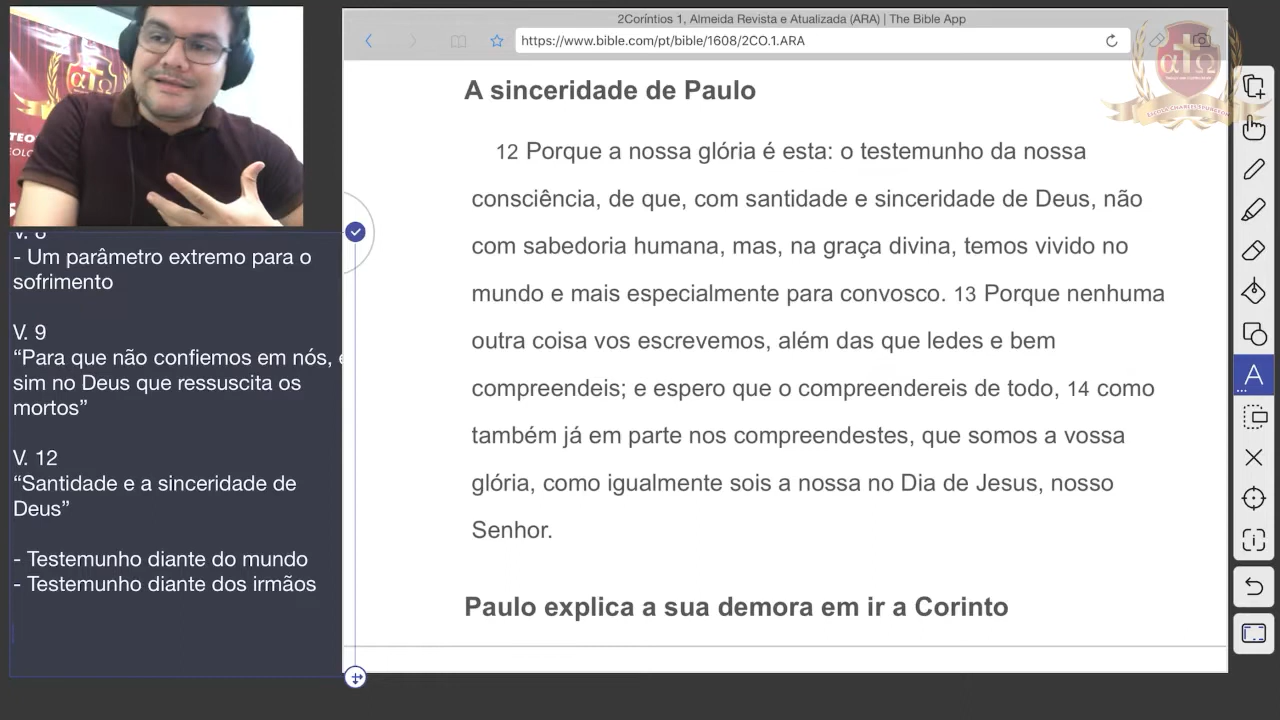 2Coríntios 1, Almeida Revista e Atualizada (ARA) | The Bible App
https://www.bible.com/pt/bible/1608/2CO.1.ARA
A sinceridade de Paulo
12 Porque a nossa glória é esta: o testemunho da nossa
consciência, de que, com santidade e sinceridade de Deus, não
com sabedoria humana, mas, na graça divina, temos vivido no
mundo e mais especialmente para convosco. 13 Porque nenhuma
outra coisa vos escrevemos, além das que ledes e bem
compreendeis; e espero que o compreendereis de todo, 14 como
também já em parte nos compreendestes, que somos a vossa
glória, como igualmente sois a nossa no Dia de Jesus, nosso
Senhor.
Paulo explica a sua demora em ir a Corinto
V. 8
- Um parâmetro extremo para o
sofrimento
V. 9
“Para que não confiemos em nós, e
sim no Deus que ressuscita os
mortos”
V. 12
“Santidade e a sinceridade de
Deus”
- Testemunho diante do mundo
- Testemunho diante dos irmãos
α Ω
ESCOLA CHARLES SPURGEON
A